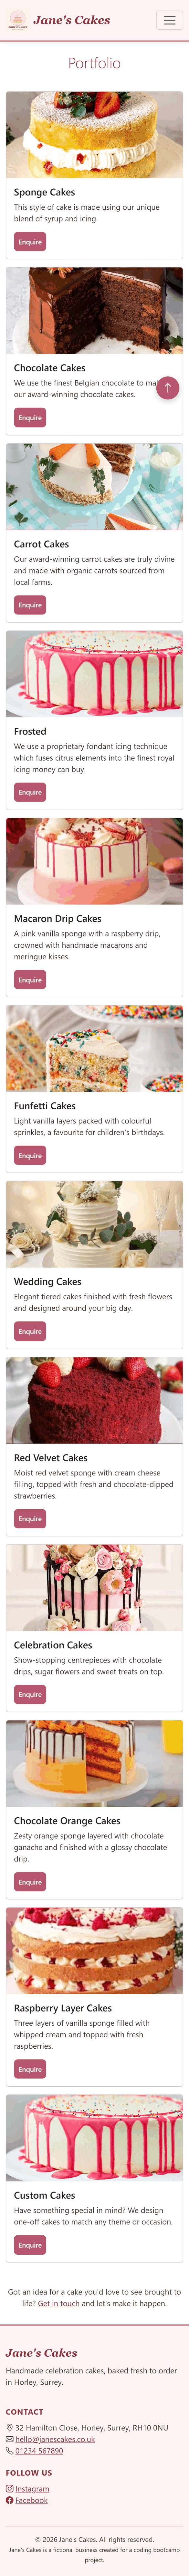 Jane's Cakes
Jane's Cakes
Portfolio
Sponge Cakes
This style of cake is made using our unique
blend of syrup and icing.
Enquire
Chocolate Cakes
We use the finest Belgian chocolate to
our award-winning chocolate cakes.
Enquire
Carrot Cakes
Our award-winning carrot cakes are truly divine
and made with organic carrots sourced from
local farms.
Enquire
Frosted
We use a proprietary fondant icing technique
which fuses citrus elements into the finest royal
icing money can buy.
Enquire
Macaron Drip Cakes
A pink vanilla sponge with a raspberry drip,
crowned with handmade macarons and
meringue kisses.
Enquire
Funfetti Cakes
Light vanilla layers packed with colourful
sprinkles, a favourite for children's birthdays.
Enquire
Wedding Cakes
Elegant tiered cakes finished with fresh flowers
and designed around your big day.
Enquire
Red Velvet Cakes
Moist red velvet sponge with cream cheese
filling, topped with fresh and chocolate-dipped
strawberries.
Enquire
Celebration Cakes
Show-stopping centrepieces with chocolate
drips, sugar flowers and sweet treats on top.
Enquire
Chocolate Orange Cakes
Zesty orange sponge layered with chocolate
ganache and finished with a glossy chocolate
drip.
Enquire
Raspberry Layer Cakes
Three layers of vanilla sponge filled with
whipped cream and topped with fresh
raspberries.
Enquire
Custom Cakes
Have something special in mind? We design
one-off cakes to match any theme or occasion.
Enquire
Got an idea for a cake you'd love to see brought to
life? Get in touch and let's make it happen.
Jane's Cakes
Handmade celebration cakes, baked fresh to order
in Horley, Surrey.
CONTACT
32 Hamilton Close, Horley, Surrey, RH10 0NU
hello@janescakes.co.uk
01234 567890
FOLLOW US
Instagram
Facebook
© 2026 Jane's Cakes. All rights reserved.
Jane's Cakes is a fictional business created for a coding bootcamp
project.